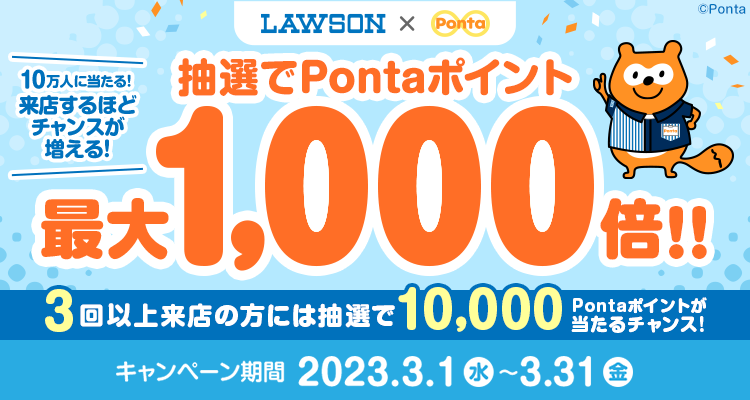 ©Ponta
LAWSON × Ponta
10万人に当たる!
来店するほど
チャンスが
増える!
抽選でPontaポイント
最大1,000倍!!
Ponta
3回以上来店の方には抽選で10,000
Pontaポイントが
当たるチャンス!
キャンペーン期間 2023.3.1水~3.31金